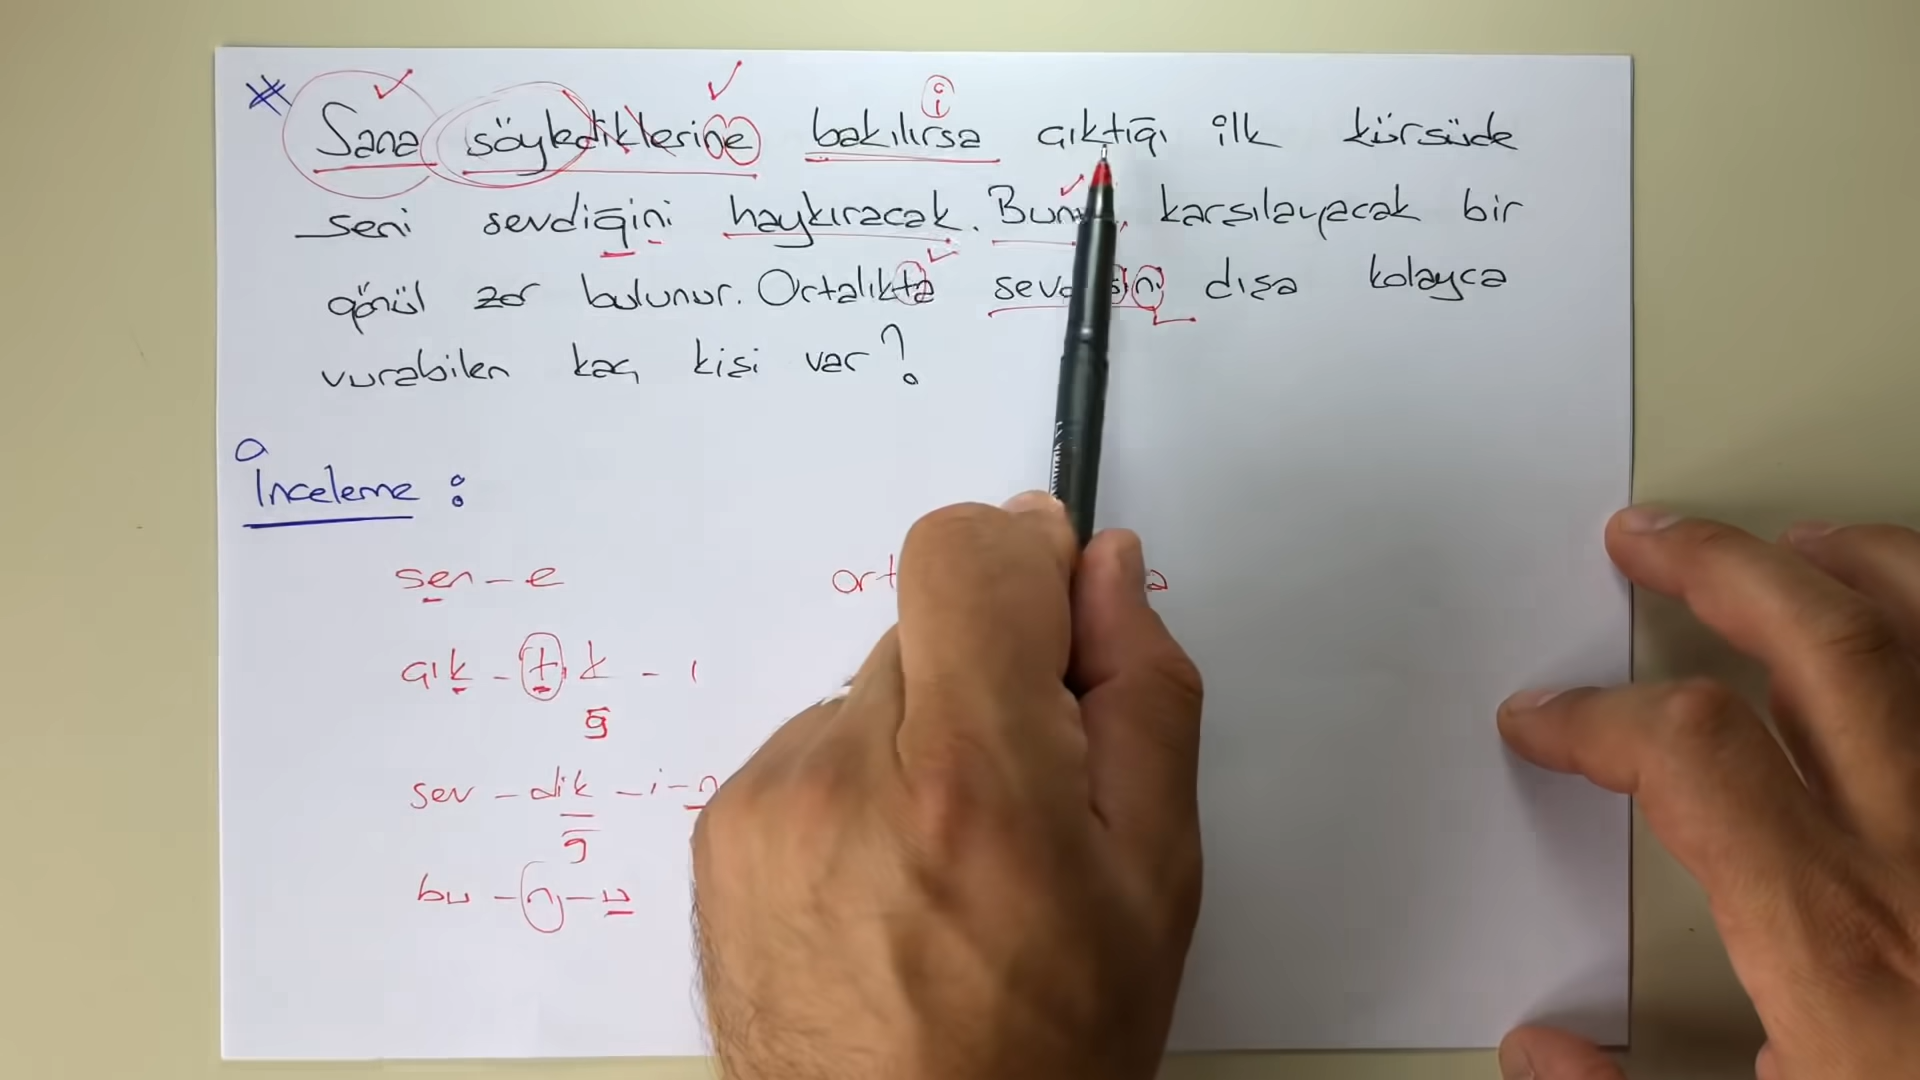 Sana söylediklerine bakılırsa çıktığı ilk kürsüde
seni sevdiğini haykıracak. karşılayacak bir
gönül zor bulunur. Ortalıkta dışa kolayca
vurabilen kaç kişi var?
İnceleme :
sen - e
çık - tık - ı
ğ
sev - dik - i - n
ğ
bu - n - u